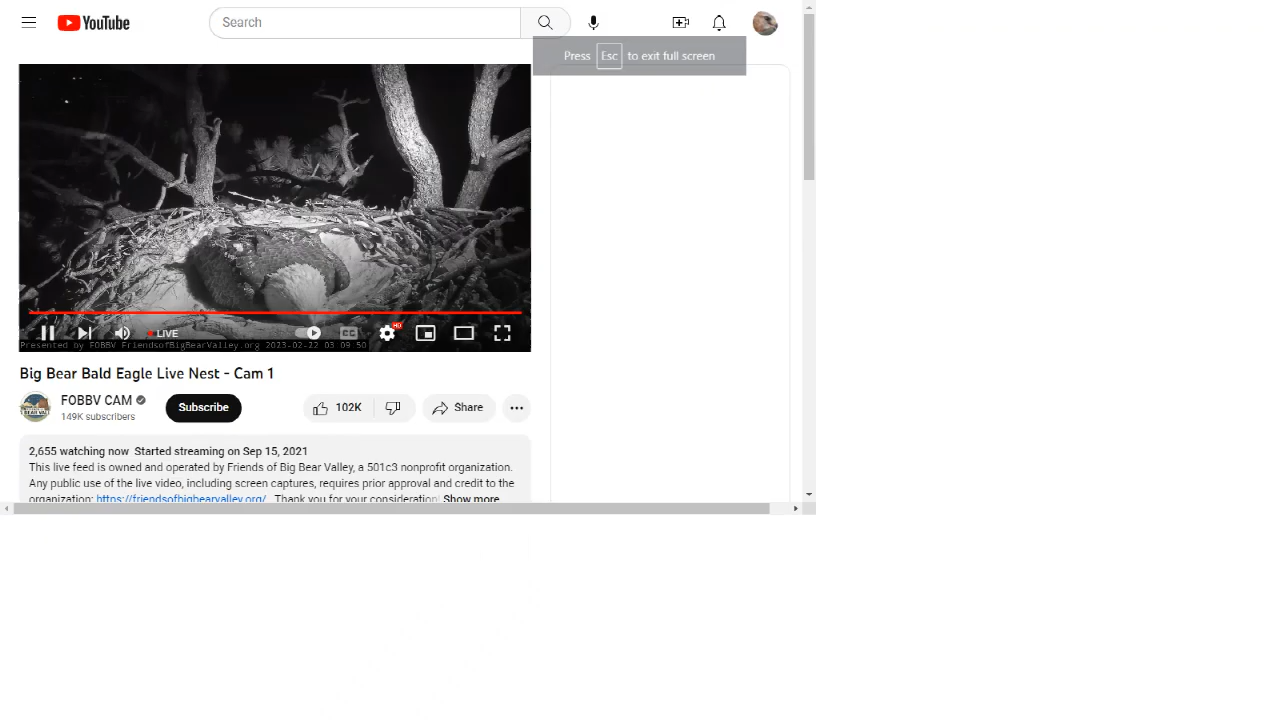 YouTube
Search
Press Esc to exit full screen
LIVE
CC
HD
Presented by FOBBV FriendsofBigBearValley.org 2023-02-22 03:09:50
Big Bear Bald Eagle Live Nest - Cam 1
FOBBV CAM
149K subscribers
Subscribe
102K
Share
2,655 watching now Started streaming on Sep 15, 2021
This live feed is owned and operated by Friends of Big Bear Valley, a 501c3 nonprofit organization.
Any public use of the live video, including screen captures, requires prior approval and credit to the
organization: https://friendsofbigbearvalley.org/ . Thank you for your consideration! Show more